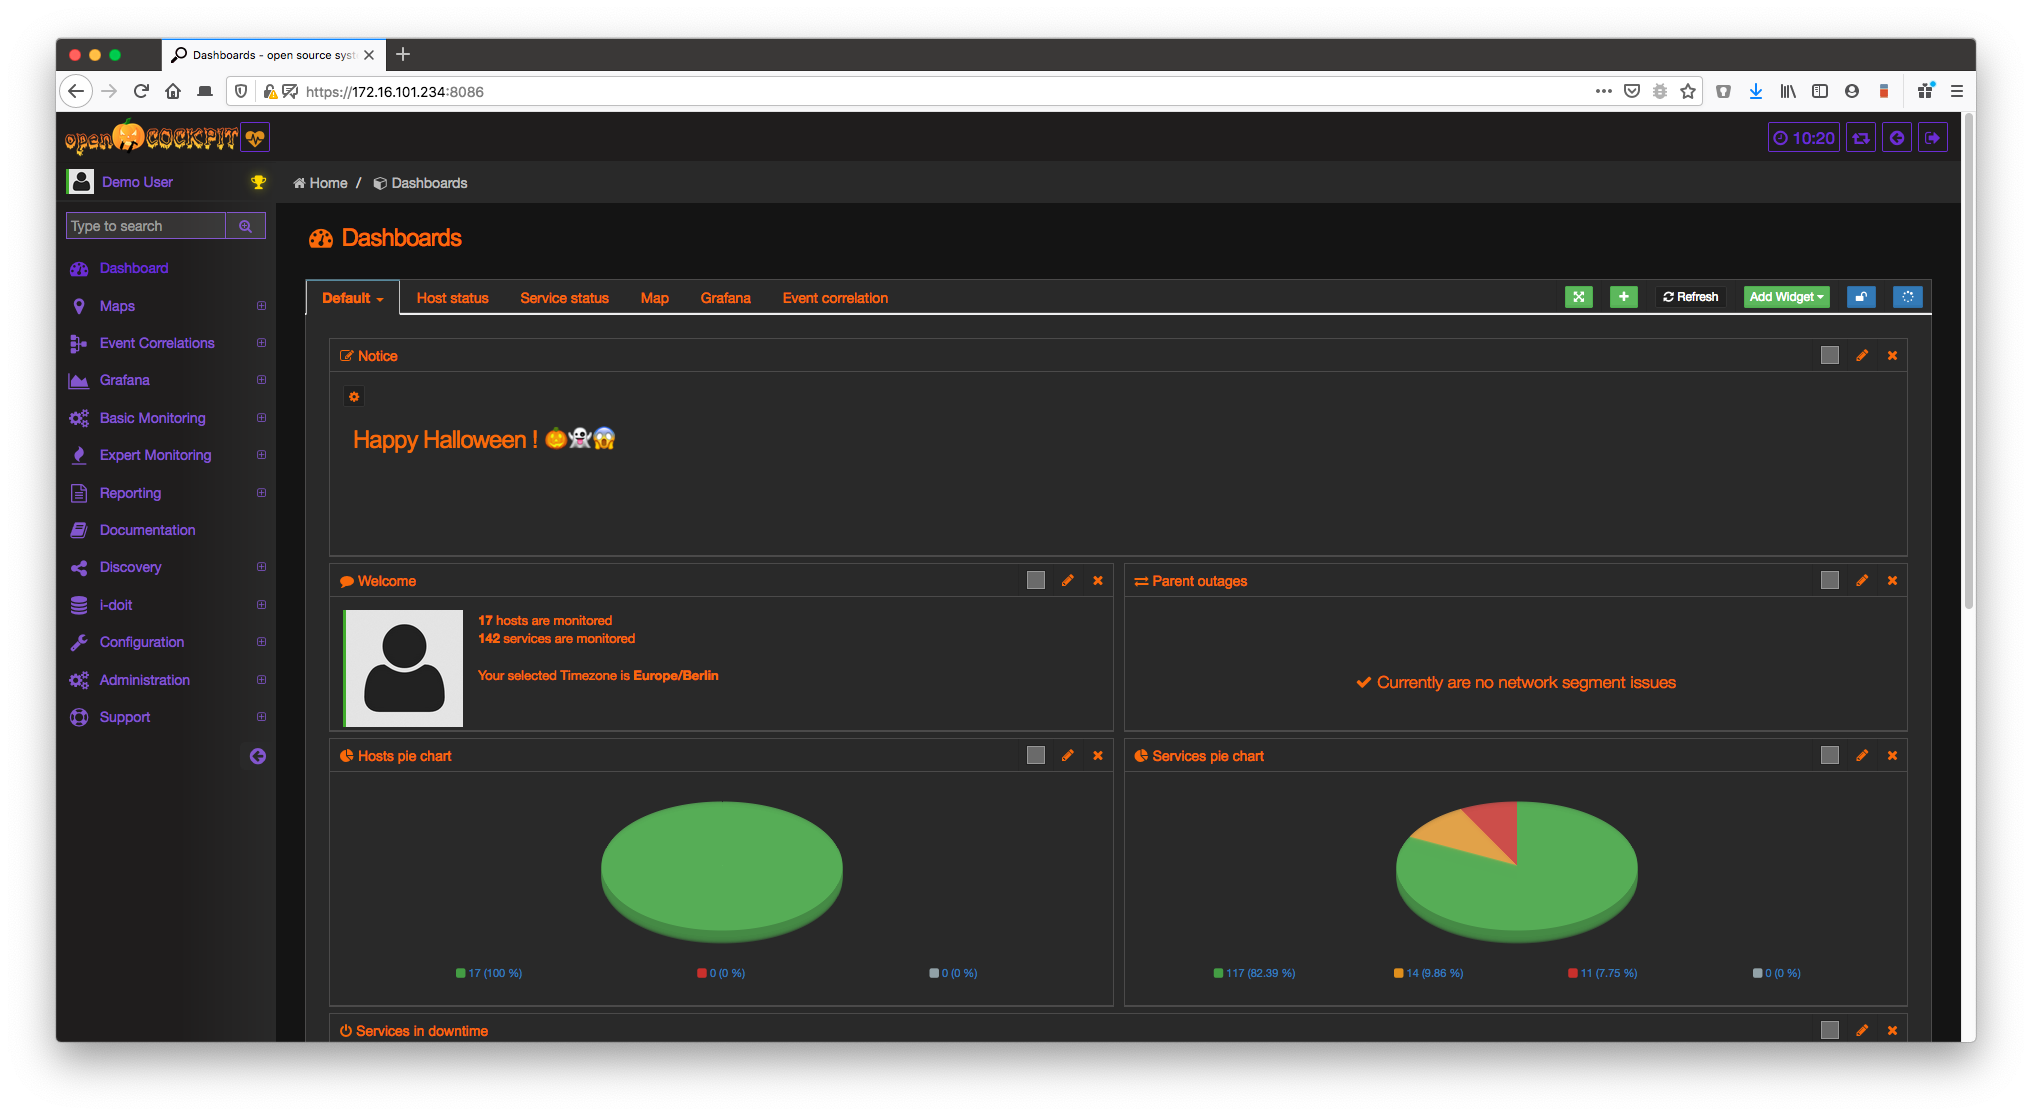 Dashboards - open source syst
https://172.16.101.234:8086
openCOCKPIT
10:20
Demo User
Home / Dashboards
Type to search
Dashboards
Dashboard
Maps
Event Correlations
Grafana
Basic Monitoring
Expert Monitoring
Reporting
Documentation
Discovery
i-doit
Configuration
Administration
Support
Default Host status Service status Map Grafana Event correlation Refresh Add Widget
Notice
Happy Halloween ! 🎃👻😱
Welcome
17 hosts are monitored
142 services are monitored
Your selected Timezone is Europe/Berlin
Parent outages
Currently are no network segment issues
Hosts pie chart
17 (100 %) 0 (0 %) 0 (0 %)
Services pie chart
117 (82.39 %) 14 (9.86 %) 11 (7.75 %) 0 (0 %)
Services in downtime